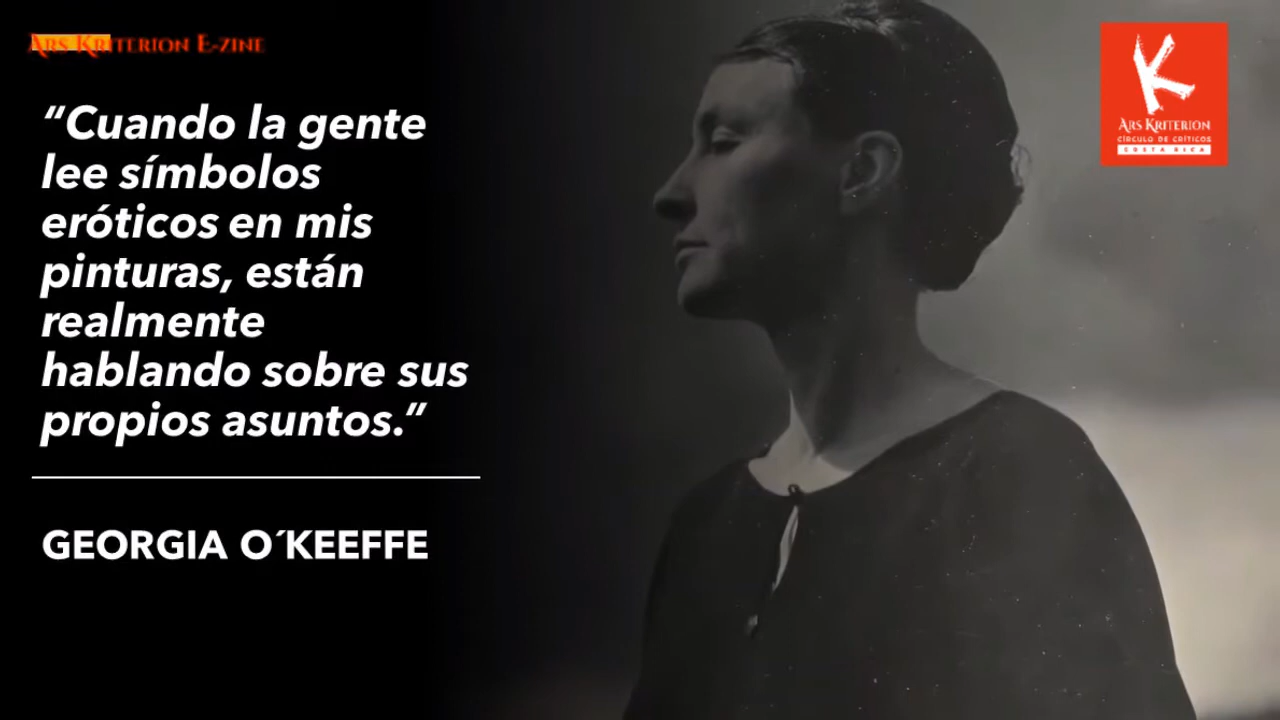 Ars Kriterion E-zine
“Cuando la gente
lee símbolos
eróticos en mis
pinturas, están
realmente
hablando sobre sus
propios asuntos.”
GEORGIA O´KEEFFE
K
Ars Kriterion
CÍRCULO DE CRÍTICOS
COSTA RICA